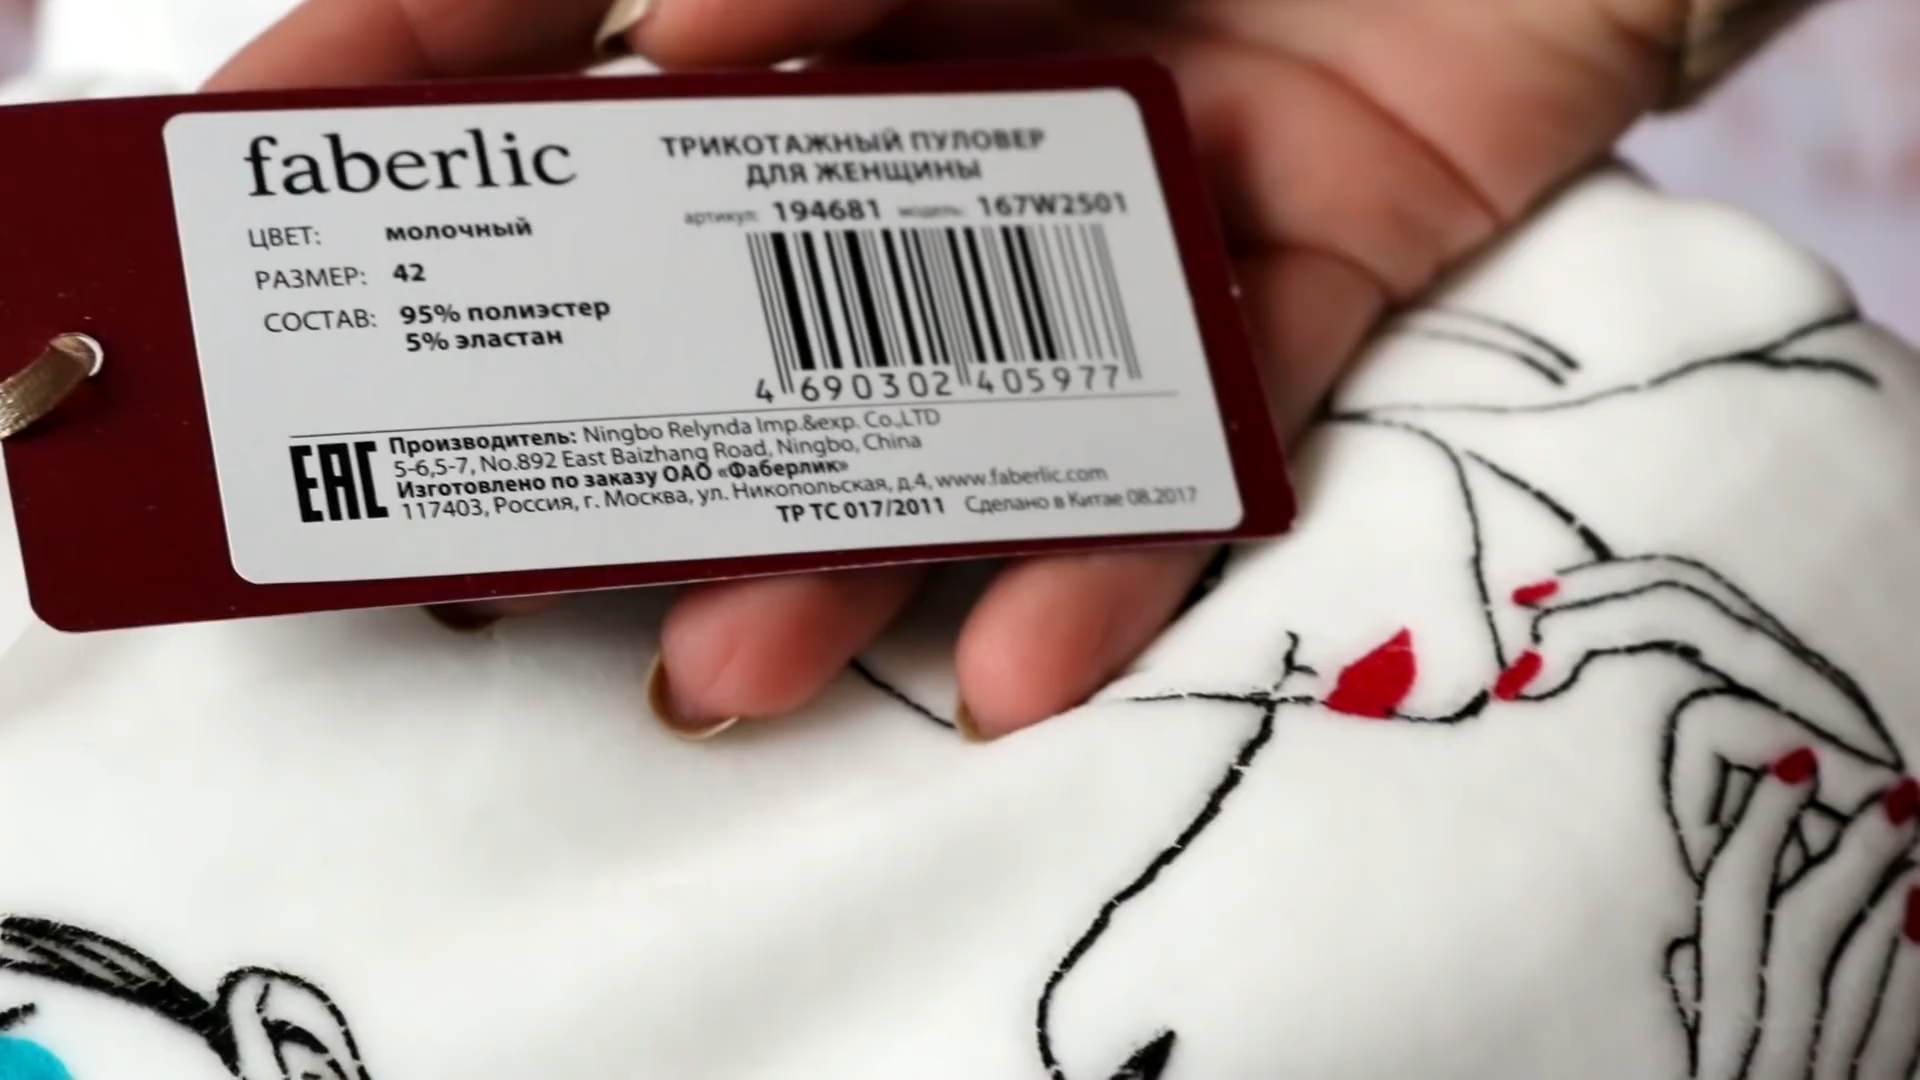 faberlic
ТРИКОТАЖНЫЙ ПУЛОВЕР
ДЛЯ ЖЕНЩИНЫ
артикул: 194681 модель: 167W2501
ЦВЕТ: молочный
РАЗМЕР: 42
СОСТАВ: 95% полиэстер
5% эластан
4 690302 405977
EAC
Производитель: Ningbo Relynda Imp.&exp. Co.,LTD
5-6,5-7, No.892 East Baizhang Road, Ningbo, China
Изготовлено по заказу ОАО «Фаберлик»
117403, Россия, г. Москва, ул. Никопольская, д.4, www.faberlic.com
ТР ТС 017/2011 Сделано в Китае 08.2017